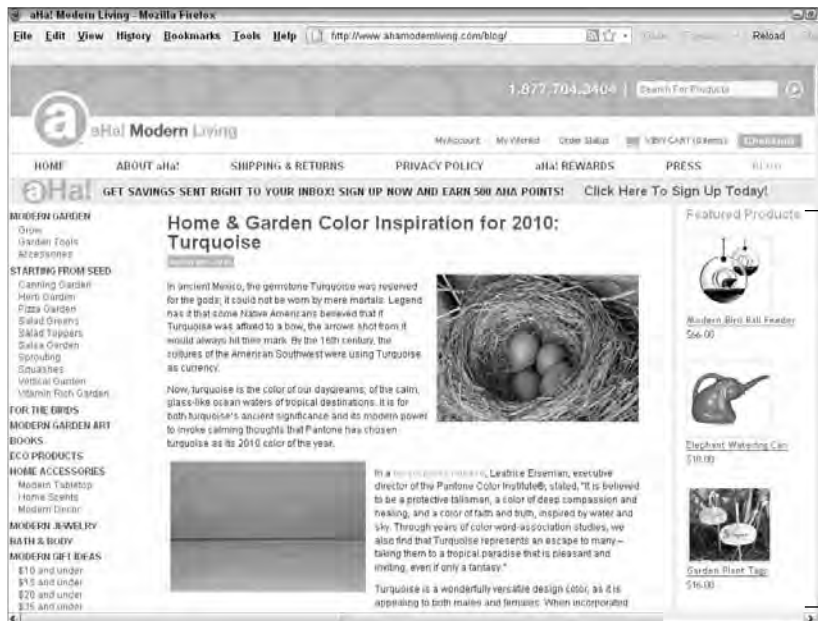 aHa! Modern Living - Mozilla Firefox
File Edit View History Bookmarks Tools Help http://www.ahamodernliving.com/blog/ Reload
1.877.704.3404 | Search For Products
a aHa! Modern Living
My Account My Wishlist Order Status VIEW CART (0 items) Checkout
HOME ABOUT aHa! SHIPPING & RETURNS PRIVACY POLICY aHa! REWARDS PRESS BLOG
aHa! GET SAVINGS SENT RIGHT TO YOUR INBOX! SIGN UP NOW AND EARN 500 AHA POINTS! Click Here To Sign Up Today!
MODERN GARDEN
Grow
Garden Tools
Accessories
STARTING FROM SEED
Canning Garden
Herb Garden
Pizza Garden
Salad Greens
Salad Toppers
Salsa Garden
Sprouting
Squashes
Vertical Garden
Vitamin Rich Garden
FOR THE BIRDS
MODERN GARDEN ART
BOOKS
ECO PRODUCTS
HOME ACCESSORIES
Modern Tabletop
Home Scents
Modern Decor
MODERN JEWELRY
BATH & BODY
MODERN GIFT IDEAS
$10 and under
$15 and under
$20 and under
$35 and under
Home & Garden Color Inspiration for 2010:
Turquoise
In ancient Mexico, the gemstone Turquoise was reserved
for the gods; it could not be worn by mere mortals. Legend
has it that some Native Americans believed that if
Turquoise was affixed to a bow, the arrows shot from it
would always hit their mark. By the 16th century, the
cultures of the American Southwest were using Turquoise
as currency.
Now, turquoise is the color of our daydreams; of the calm,
glass-like ocean waters of tropical destinations. It is for
both turquoise's ancient significance and its modern power
to invoke calming thoughts that Pantone has chosen
turquoise as its 2010 color of the year.
In a , Leatrice Eiseman, executive
director of the Pantone Color Institute®, stated, "It is believed
to be a protective talisman, a color of deep compassion and
healing, and a color of faith and truth, inspired by water and
sky. Through years of color word-association studies, we
also find that Turquoise represents an escape to many –
taking them to a tropical paradise that is pleasant and
inviting, even if only a fantasy."
Turquoise is a wonderfully versatile design color, as it is
appealing to both males and females. When incorporated
Featured Products
Modern Bird Ball Feeder
$66.00
Elephant Watering Can
Garden Plant Tags
$16.00